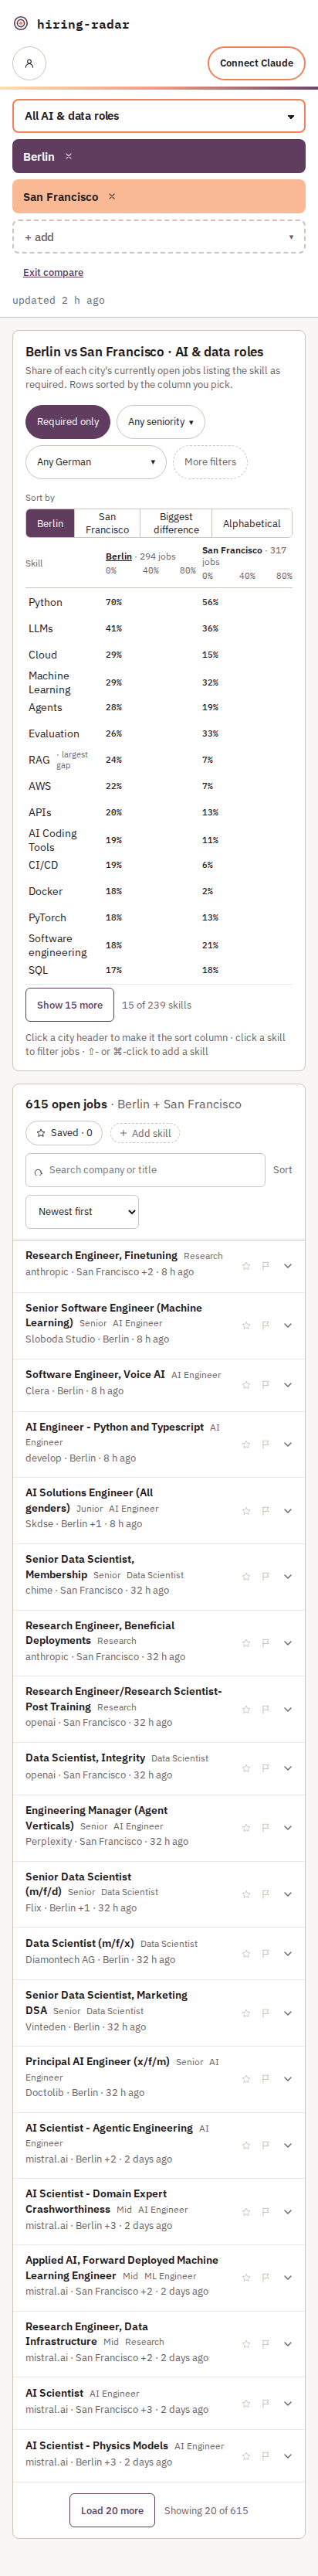 hiring-radar
Connect Claude
All AI & data roles
Berlin ×
San Francisco ×
+ add
Exit compare
updated 2 h ago
Berlin vs San Francisco · AI & data roles
Share of each city's currently open jobs listing the skill as
required. Rows sorted by the column you pick.
Required only
Any seniority
Any German
More filters
Sort by
Berlin
San
Francisco
Biggest
difference
Alphabetical
Skill
Berlin · 294 jobs
0% 40% 80%
San Francisco · 317
jobs
0% 40% 80%
Python 70% 56%
LLMs 41% 36%
Cloud 29% 15%
Machine
Learning 29% 32%
Agents 28% 19%
Evaluation 26% 33%
RAG · largest
gap 24% 7%
AWS 22% 7%
APIs 20% 13%
AI Coding
Tools 19% 11%
CI/CD 19% 6%
Docker 18% 2%
PyTorch 18% 13%
Software
engineering 18% 21%
SQL 17% 18%
Show 15 more 15 of 239 skills
Click a city header to make it the sort column · click a skill
to filter jobs · ⇧- or ⌘-click to add a skill
615 open jobs · Berlin + San Francisco
Saved · 0
+ Add skill
Search company or title
Sort
Newest first
Research Engineer, Finetuning Research
anthropic · San Francisco +2 · 8 h ago
Senior Software Engineer (Machine
Learning) Senior AI Engineer
Sloboda Studio · Berlin · 8 h ago
Software Engineer, Voice AI AI Engineer
Clera · Berlin · 8 h ago
AI Engineer - Python and Typescript AI
Engineer
develop · Berlin · 8 h ago
AI Solutions Engineer (All
genders) Junior AI Engineer
Skdse · Berlin +1 · 8 h ago
Senior Data Scientist,
Membership Senior Data Scientist
chime · San Francisco · 32 h ago
Research Engineer, Beneficial
Deployments Research
anthropic · San Francisco · 32 h ago
Research Engineer/Research Scientist-
Post Training Research
openai · San Francisco · 32 h ago
Data Scientist, Integrity Data Scientist
openai · San Francisco · 32 h ago
Engineering Manager (Agent
Verticals) Senior AI Engineer
Perplexity · San Francisco · 32 h ago
Senior Data Scientist
(m/f/d) Senior Data Scientist
Flix · Berlin +1 · 32 h ago
Data Scientist (m/f/x) Data Scientist
Diamontech AG · Berlin · 32 h ago
Senior Data Scientist, Marketing
DSA Senior Data Scientist
Vinteden · Berlin · 32 h ago
Principal AI Engineer (x/f/m) Senior AI
Engineer
Doctolib · Berlin · 32 h ago
AI Scientist - Agentic Engineering AI
Engineer
mistral.ai · Berlin +2 · 2 days ago
AI Scientist - Domain Expert
Crashworthiness Mid AI Engineer
mistral.ai · Berlin +3 · 2 days ago
Applied AI, Forward Deployed Machine
Learning Engineer Mid ML Engineer
mistral.ai · San Francisco +2 · 2 days ago
Research Engineer, Data
Infrastructure Mid Research
mistral.ai · San Francisco +2 · 2 days ago
AI Scientist AI Engineer
mistral.ai · San Francisco +3 · 2 days ago
AI Scientist - Physics Models AI Engineer
mistral.ai · Berlin +3 · 2 days ago
Load 20 more Showing 20 of 615